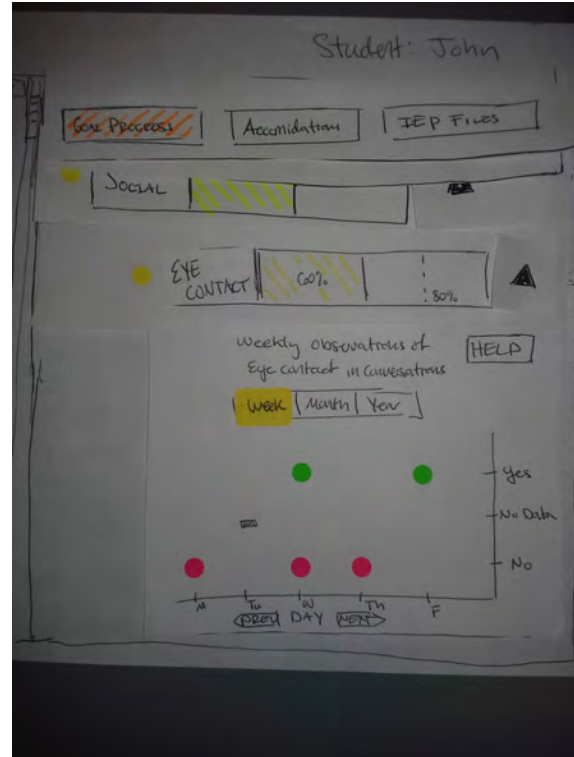 Student: John
GOAL PROGRESS
Accomidations
IEP FILES
SOCIAL
EYE CONTACT
60%
80%
Weekly observations of
Eye contact in conversations
HELP
Week
Month
Year
Yes
No Data
No
M
Tu
W
Th
F
PREV DAY NEXT